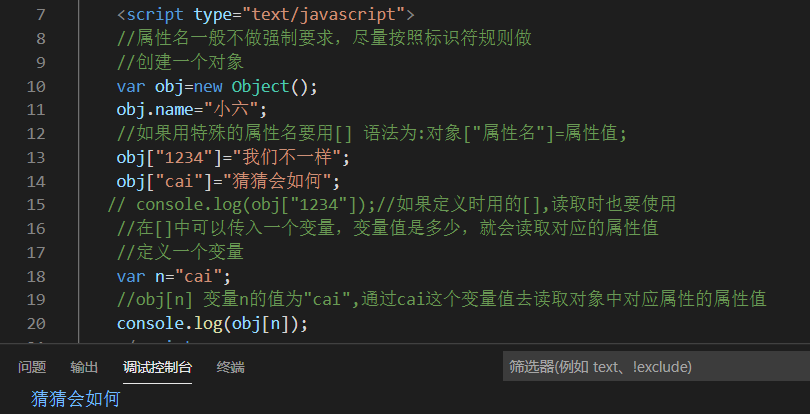 7 <script type="text/javascript">
8 //属性名一般不做强制要求，尽量按照标识符规则做
9 //创建一个对象
10 var obj=new Object();
11 obj.name="小六";
12 //如果用特殊的属性名要用[] 语法为:对象["属性名"]=属性值;
13 obj["1234"]="我们不一样";
14 obj["cai"]="猜猜会如何";
15 // console.log(obj["1234"]);//如果定义时用的[],读取时也要使用
16 //在[]中可以传入一个变量，变量值是多少，就会读取对应的属性值
17 //定义一个变量
18 var n="cai";
19 //obj[n] 变量n的值为"cai",通过cai这个变量值去读取对象中对应属性的属性值
20 console.log(obj[n]);
问题 输出 调试控制台 终端 筛选器(例如 text、!exclude)
猜猜会如何